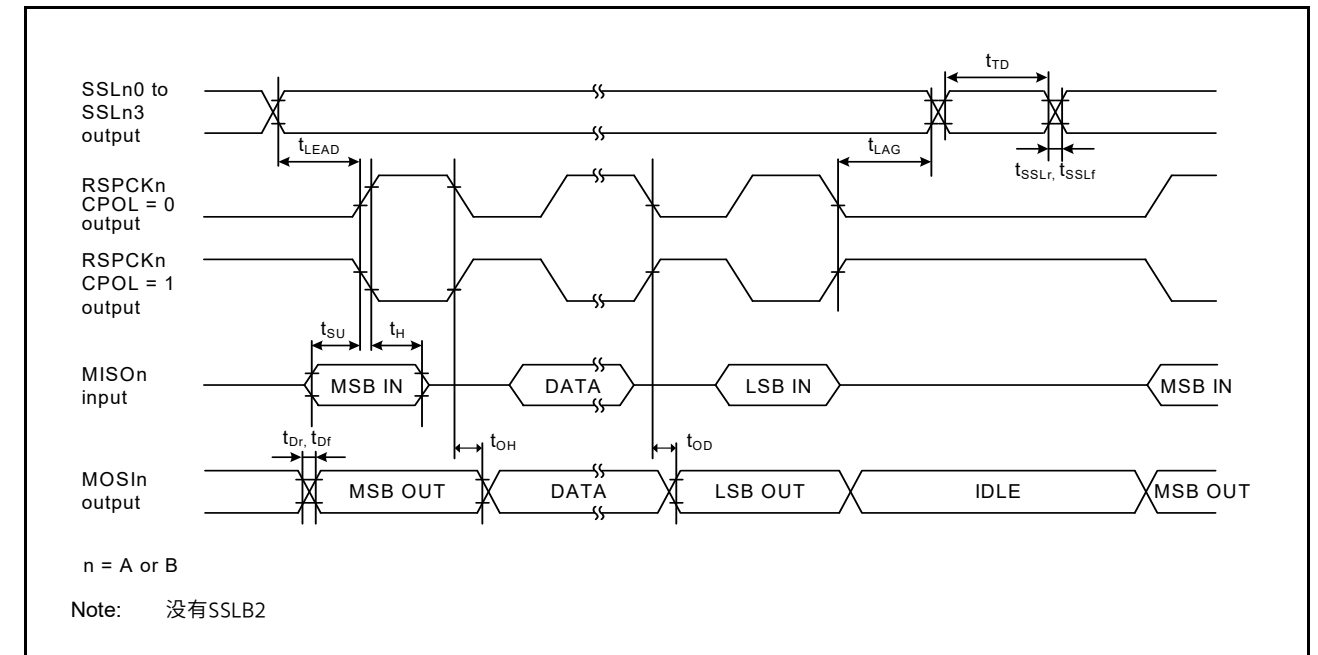 tTD
SSLn0 to
SSLn3
output
tLEAD
tLAG
tSSLr, tSSLf
RSPCKn
CPOL = 0
output
RSPCKn
CPOL = 1
output
tSU
tH
MISOn
input
MSB IN
DATA
LSB IN
MSB IN
tDr, tDf
tOH
tOD
MOSIn
output
MSB OUT
DATA
LSB OUT
IDLE
MSB OUT
n = A or B
Note: 没有SSLB2